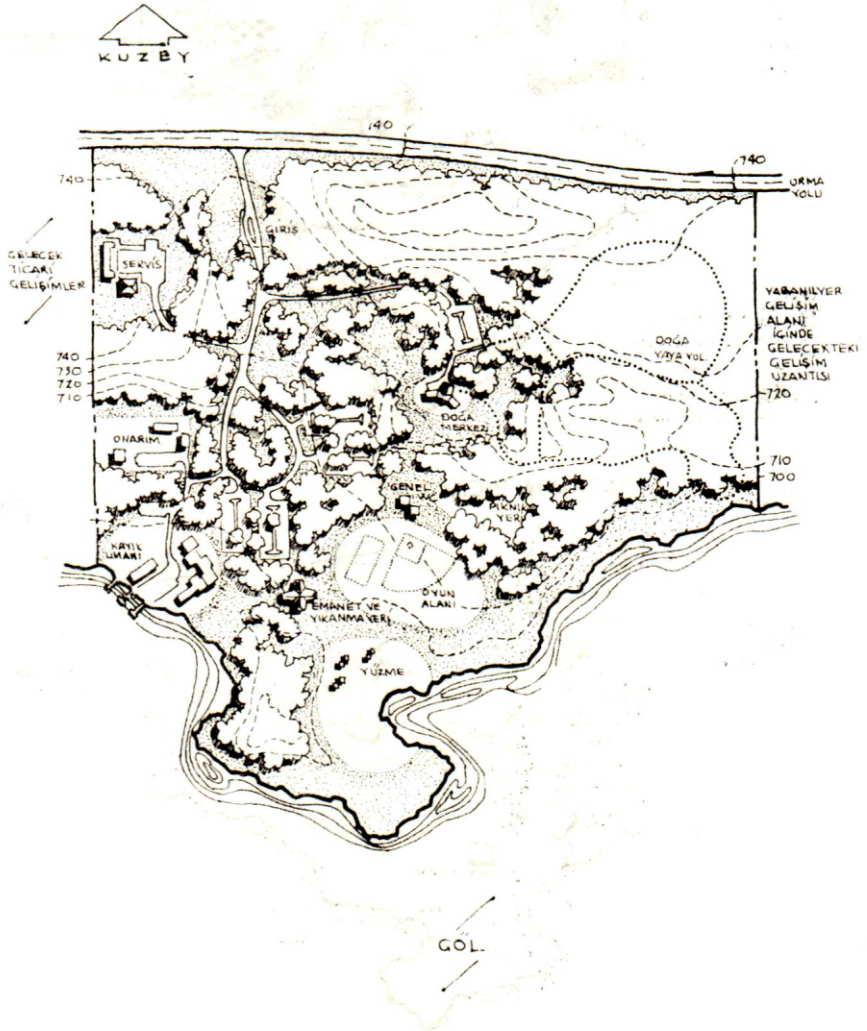 KUZEY
740
740
740
ORMA
YOLU
GİRİŞ
GELECEK
TİCARİ
GELİŞİMLER
SERVİS
YABANILYER
GELİŞİM
ALANI
İÇİNDE
GELECEKTEKİ
GELİŞİM
UZANTISI
DOĞA
YAYA YOL.
740
730
720
710
720
DOĞA
MERKEZİ
ONARIM
710
700
GENEL
PİKNİK
YERİ
KAYIK
LİMANI
OYUN
ALANI
EMANET VE
YIKANMA YERİ
YÜZME
GÖL